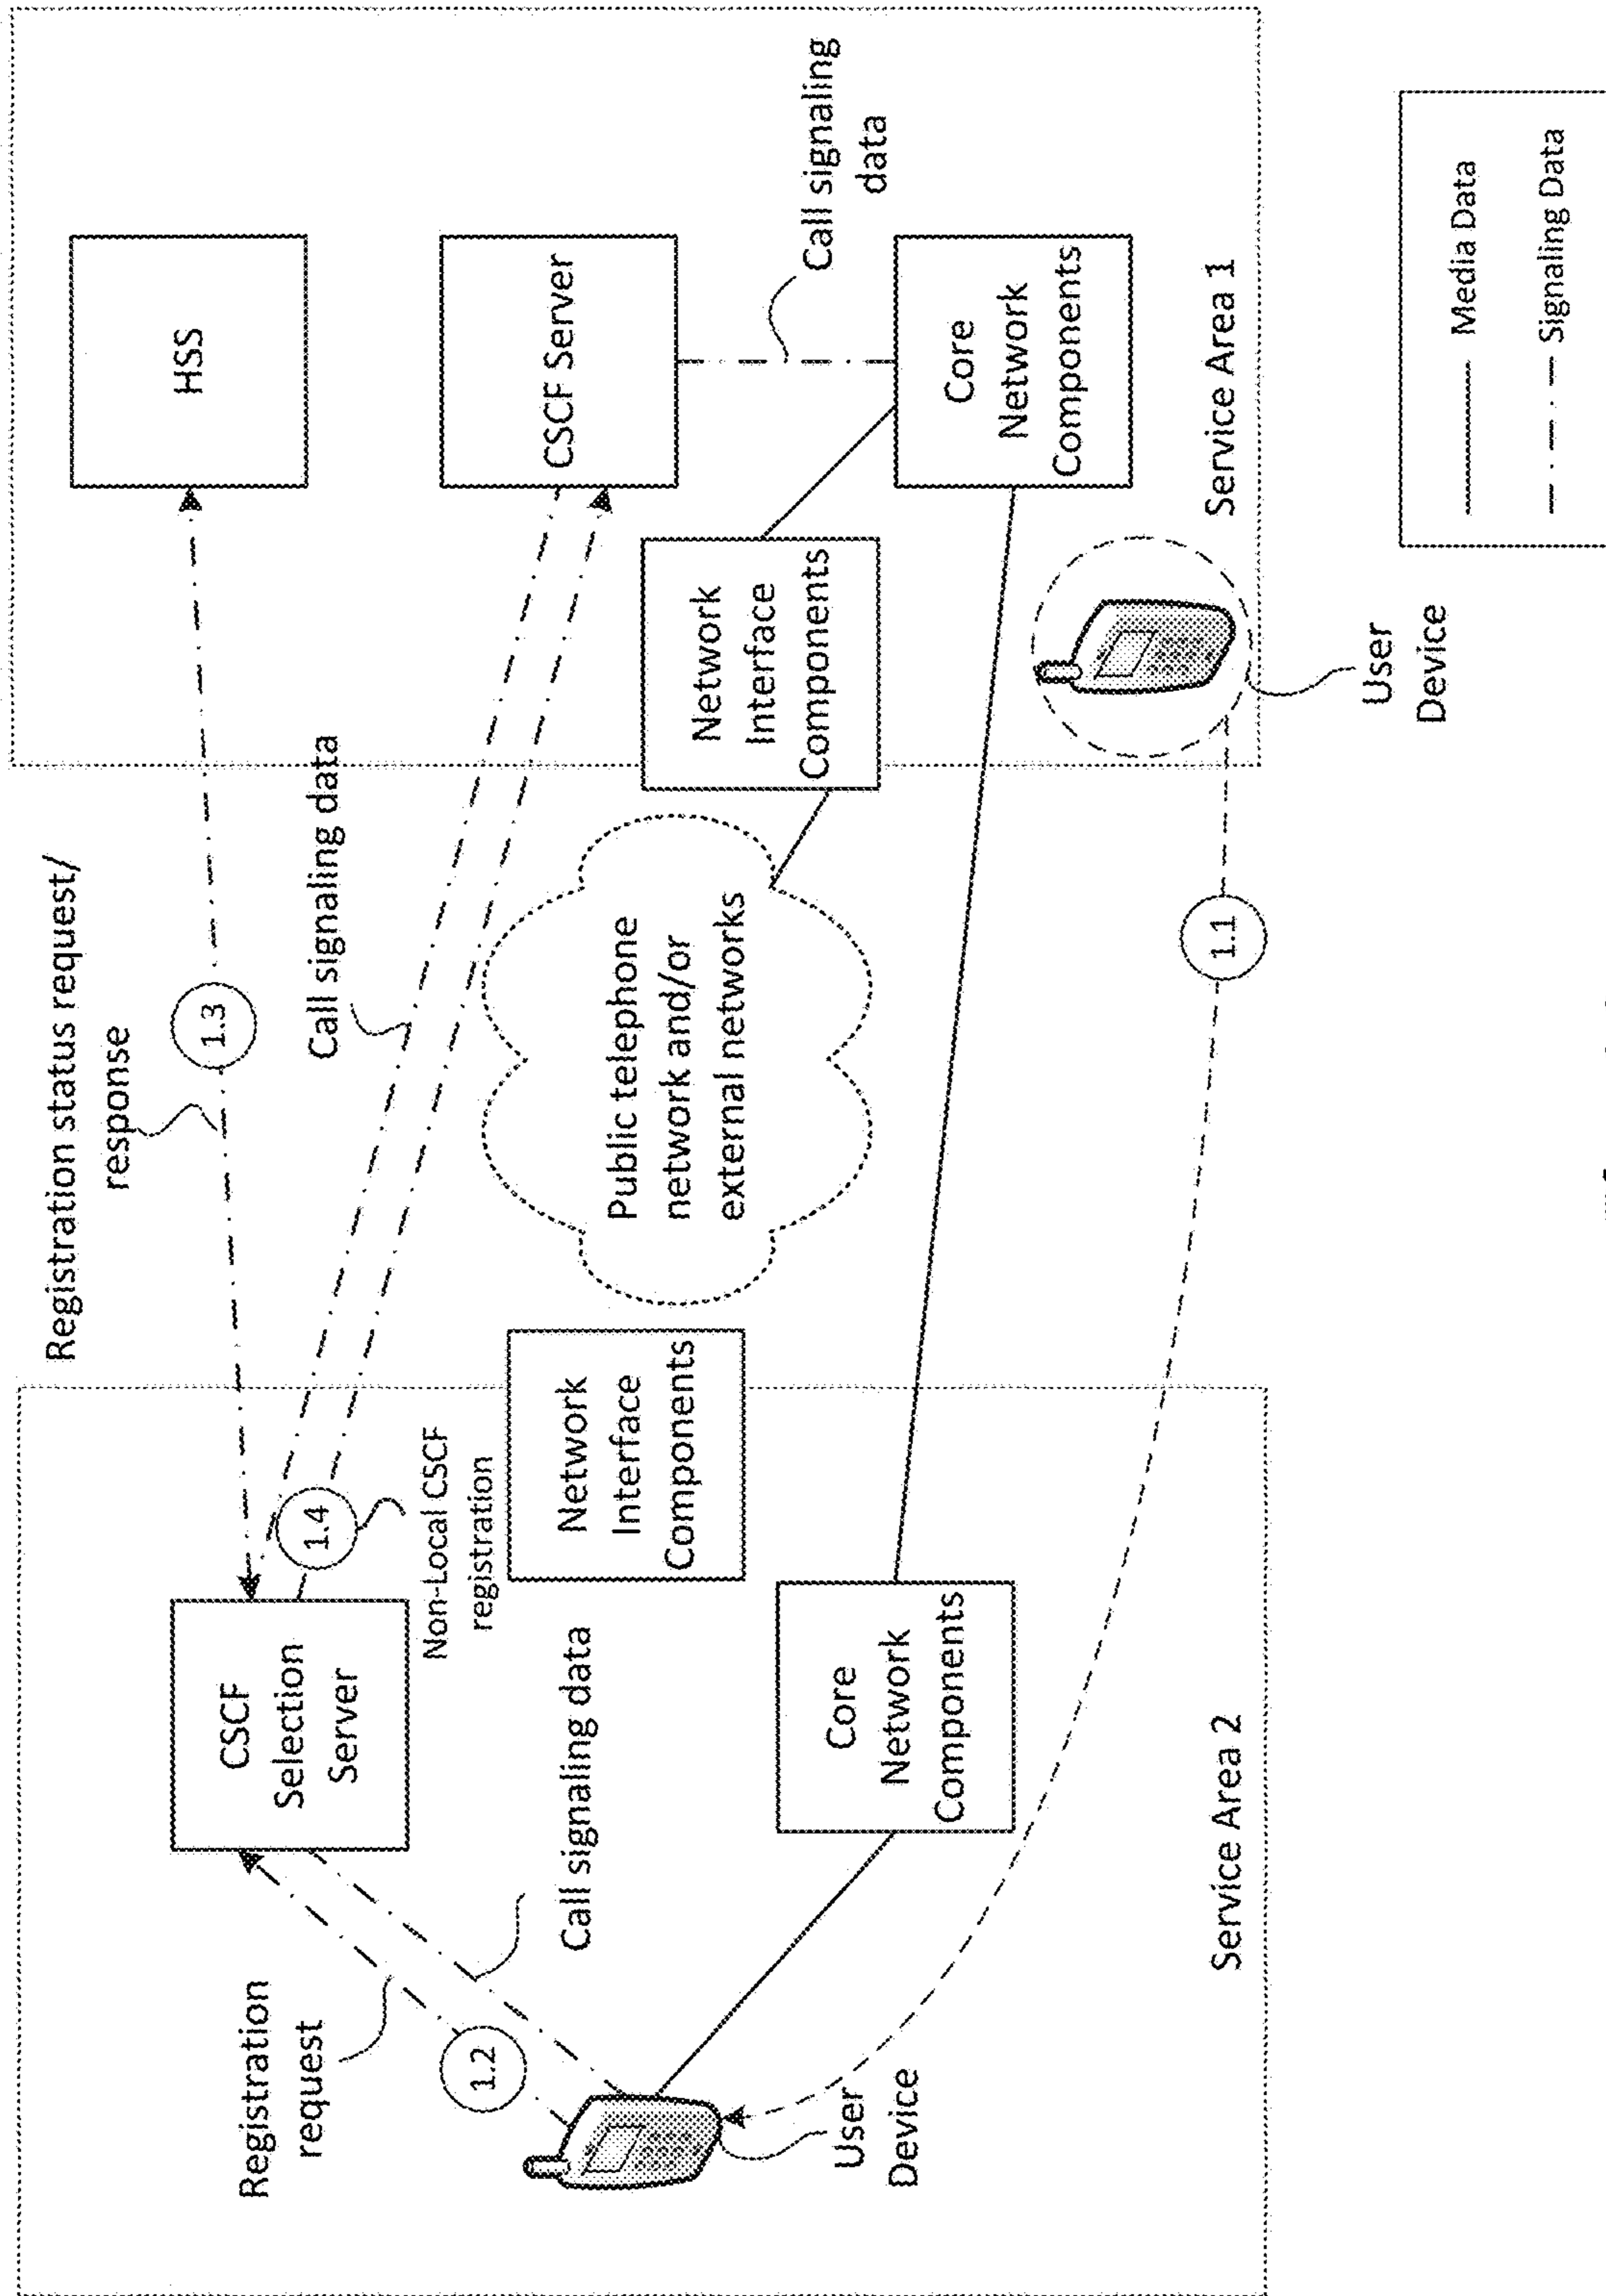 Registration status request/
response
1.3
HSS
CSCF
Selection
Server
1.4
Non-Local CSCF
registration
Call signaling data
CSCF Server
Registration
request
1.2
Call signaling data
Network
Interface
Components
Public telephone
network and/or
external networks
Network
Interface
Components
Call signaling
data
Core
Network
Components
Core
Network
Components
User
Device
1.1
Service Area 2
Service Area 1
User
Device
Media Data
Signaling Data